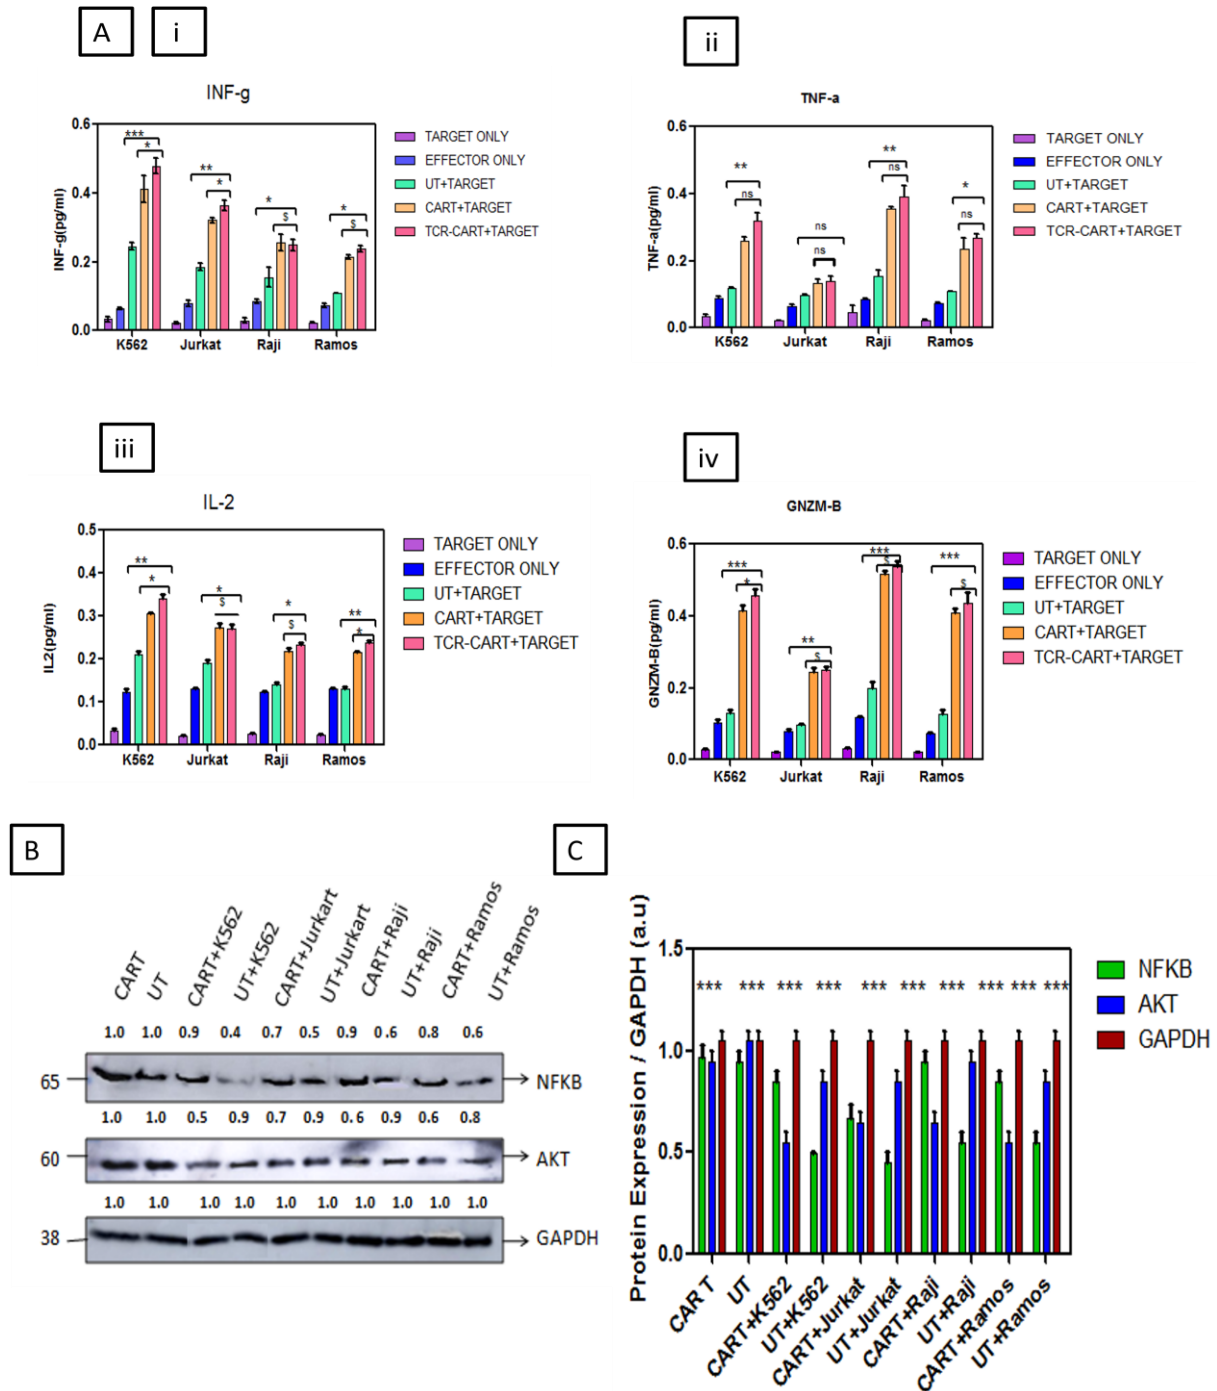 A
i
ii
INF-g
INF-g(pg/ml)
0.6
0.4
0.2
0.0
***
*
**
*
*
$
*
$
K562 Jurkat Raji Ramos
TARGET ONLY
EFFECTOR ONLY
UT+TARGET
CART+TARGET
TCR-CART+TARGET
TNF-a
TNF-a(pg/ml)
0.6
0.4
0.2
0.0
**
ns
ns
ns
**
ns
*
ns
K562 Jurkat Raji Ramos
TARGET ONLY
EFFECTOR ONLY
UT+TARGET
CART+TARGET
TCR-CART+TARGET
iii
iv
IL-2
IL2(pg/ml)
0.5
0.4
0.3
0.2
0.1
0.0
**
*
*
$
*
$
**
*
K562 Jurkat Raji Ramos
TARGET ONLY
EFFECTOR ONLY
UT+TARGET
CART+TARGET
TCR-CART+TARGET
GNZM-B
GNZM-B(pg/ml)
0.6
0.4
0.2
0.0
***
*
**
$
***
$
***
$
K562 Jurkat Raji Ramos
TARGET ONLY
EFFECTOR ONLY
UT+TARGET
CART+TARGET
TCR-CART+TARGET
B
C
CART UT CART+K562 UT+K562 CART+Jurkart UT+Jurkart CART+Raji UT+Raji CART+Ramos UT+Ramos
1.0 1.0 0.9 0.4 0.7 0.5 0.9 0.6 0.8 0.6
65 NFKB
1.0 1.0 0.5 0.9 0.7 0.9 0.6 0.9 0.6 0.8
60 AKT
1.0 1.0 1.0 1.0 1.0 1.0 1.0 1.0 1.0 1.0
38 GAPDH
Protein Expression / GAPDH (a.u)
1.5
1.0
0.5
0.0
*** *** *** *** *** *** *** *** *** ***
CAR T UT CART+K562 UT+K562 CART+Jurkat UT+Jurkat CART+Raji UT+Raji CART+Ramos UT+Ramos
NFKB
AKT
GAPDH